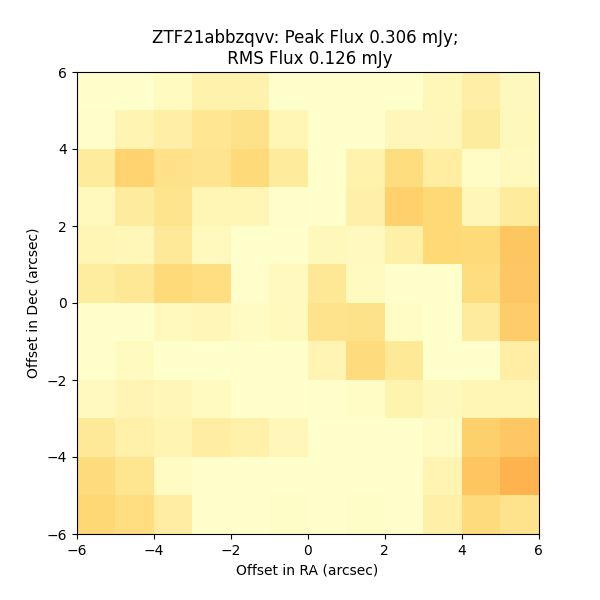 ZTF21abbzqvv: Peak Flux 0.306 mJy;
RMS Flux 0.126 mJy
6
4
2
0
−2
−4
−6
Offset in Dec (arcsec)
−6 −4 −2 0 2 4 6
Offset in RA (arcsec)